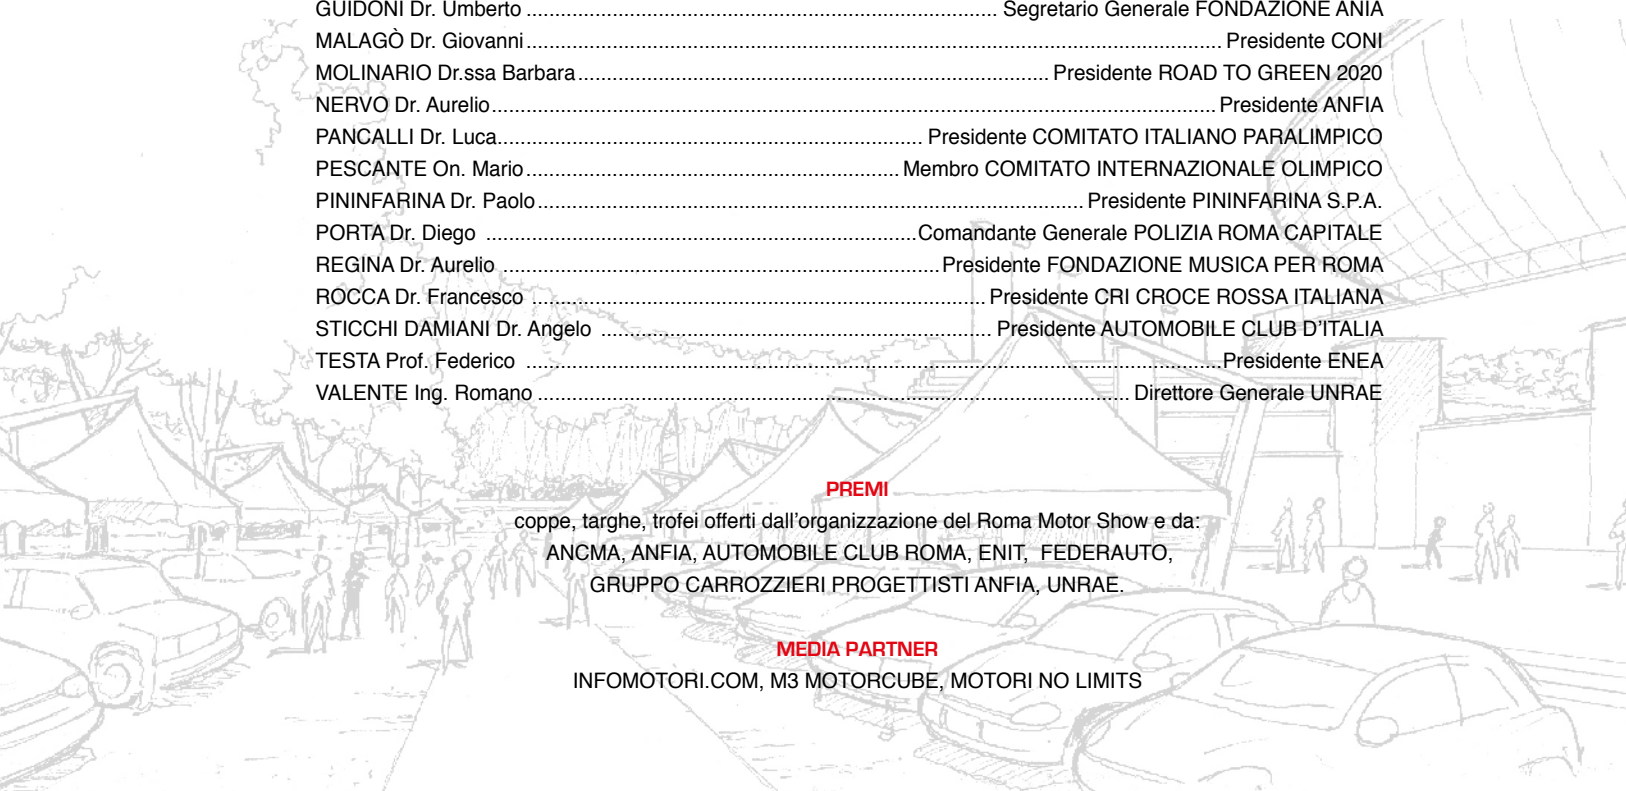 GUIDONI Dr. Umberto ........................................................................................ Segretario Generale FONDAZIONE ANIA
MALAGÒ Dr. Giovanni .................................................................................................................................. Presidente CONI
MOLINARIO Dr.ssa Barbara ........................................................................................ Presidente ROAD TO GREEN 2020
NERVO Dr. Aurelio ....................................................................................................................................... Presidente ANFIA
PANCALLI Dr. Luca ............................................................................... Presidente COMITATO ITALIANO PARALIMPICO
PESCANTE On. Mario ...................................................................... Membro COMITATO INTERNAZIONALE OLIMPICO
PININFARINA Dr. Paolo ...................................................................................................... Presidente PININFARINA S.P.A.
PORTA Dr. Diego ................................................................................ Comandante Generale POLIZIA ROMA CAPITALE
REGINA Dr. Aurelio ................................................................................. Presidente FONDAZIONE MUSICA PER ROMA
ROCCA Dr. Francesco ..................................................................................... Presidente CRI CROCE ROSSA ITALIANA
STICCHI DAMIANI Dr. Angelo ......................................................................... Presidente AUTOMOBILE CLUB D'ITALIA
TESTA Prof. Federico .................................................................................................................................. Presidente ENEA
VALENTE Ing. Romano .............................................................................................................. Direttore Generale UNRAE
PREMI
coppe, targhe, trofei offerti dall'organizzazione del Roma Motor Show e da:
ANCMA, ANFIA, AUTOMOBILE CLUB ROMA, ENIT, FEDERAUTO,
GRUPPO CARROZZIERI PROGETTISTI ANFIA, UNRAE.
MEDIA PARTNER
INFOMOTORI.COM, M3 MOTORCUBE, MOTORI NO LIMITS